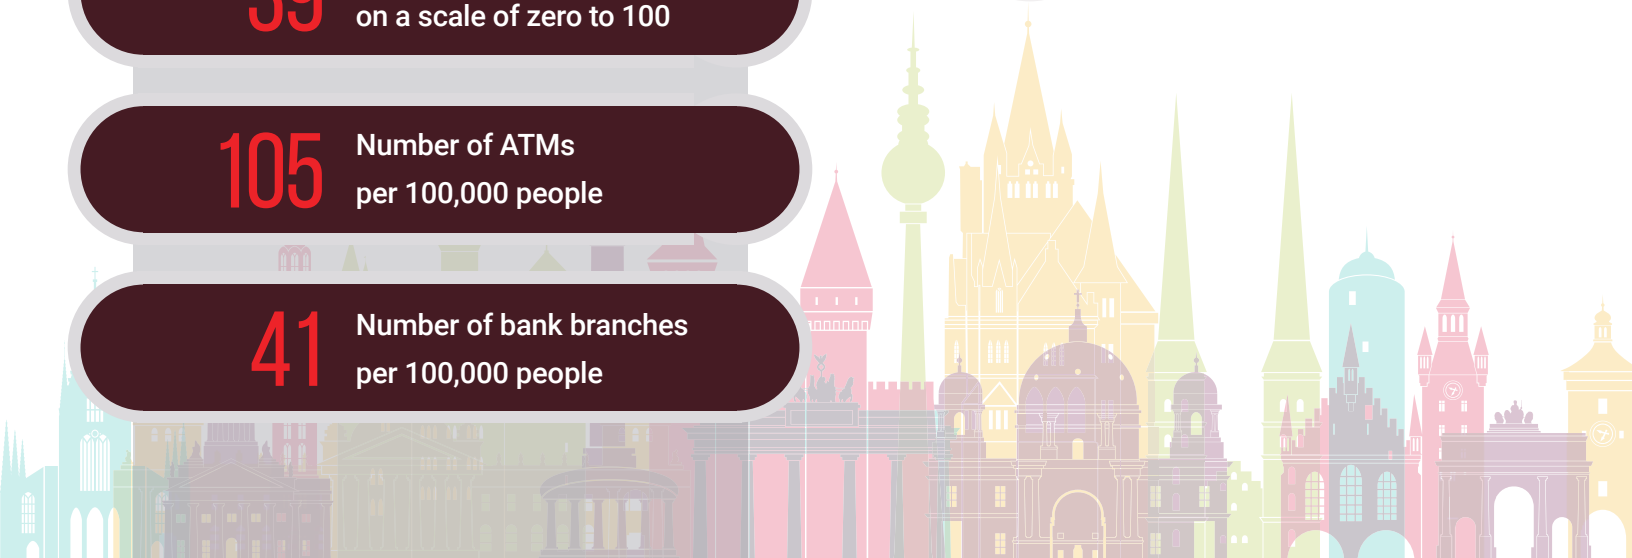 on a scale of zero to 100
105
Number of ATMs
per 100,000 people
41
Number of bank branches
per 100,000 people